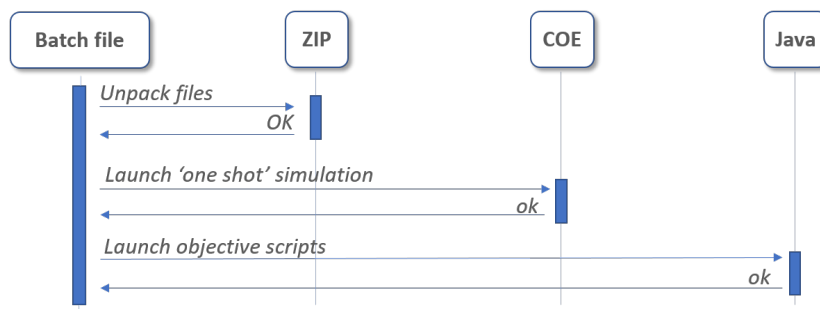 Batch file
ZIP
COE
Java
Unpack files
OK
Launch ‘one shot’ simulation
ok
Launch objective scripts
ok